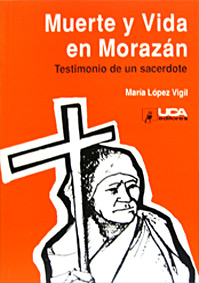 Muerte y Vida
en Morazán
Testimonio de un sacerdote
María López Vigil
UCA
editores